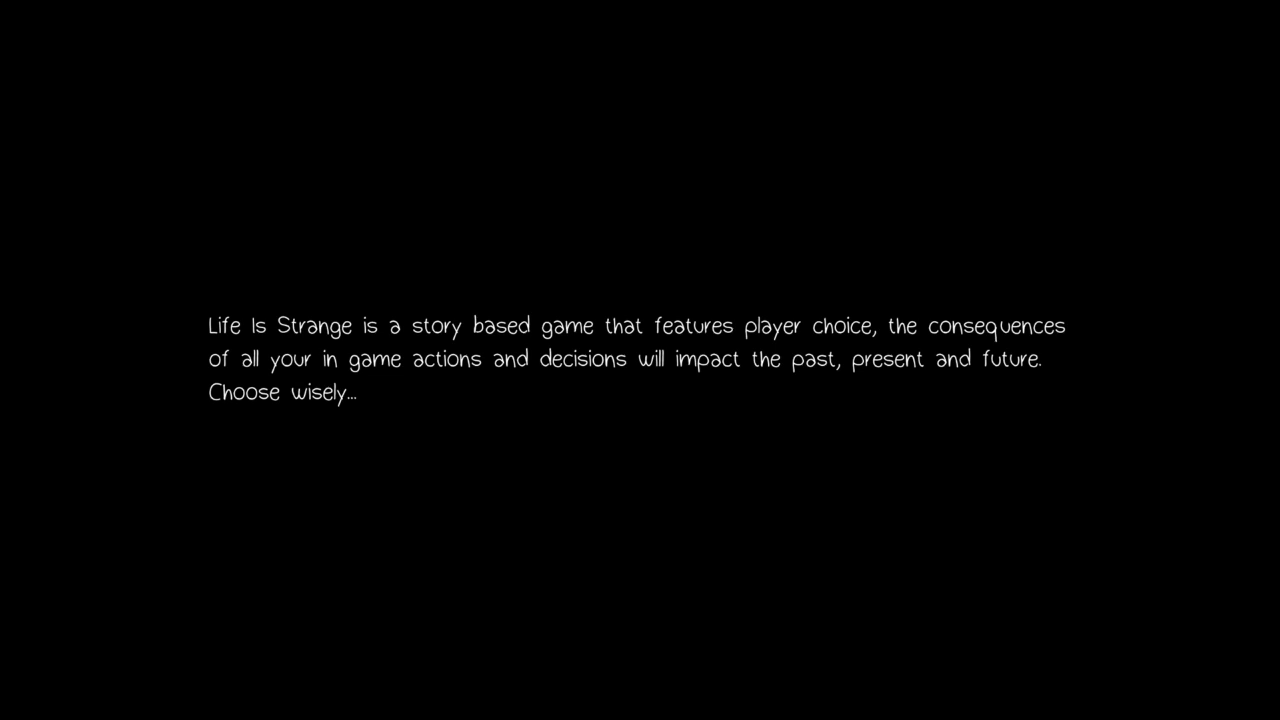 Life Is Strange is a story based game that features player choice, the consequences
of all your in game actions and decisions will impact the past, present and future.
Choose wisely...